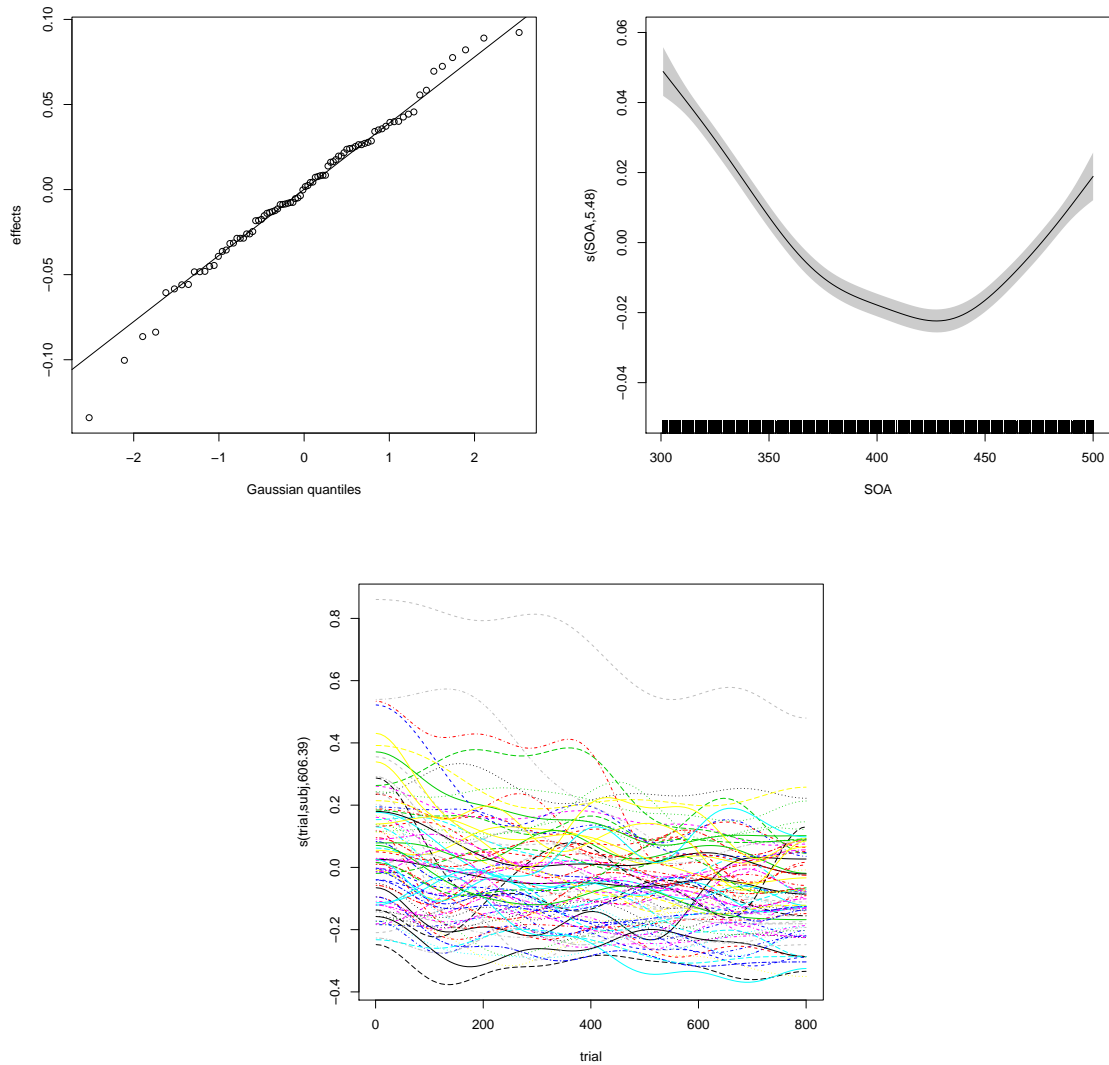 0.10
0.05
0.00
−0.05
−0.10
effects
−2 −1 0 1 2
Gaussian quantiles
0.06
0.04
0.02
0.00
−0.02
−0.04
s(SOA,5.48)
300 350 400 450 500
SOA
0.8
0.6
0.4
0.2
0.0
−0.2
−0.4
s(trial,subj,606.39)
0 200 400 600 800
trial